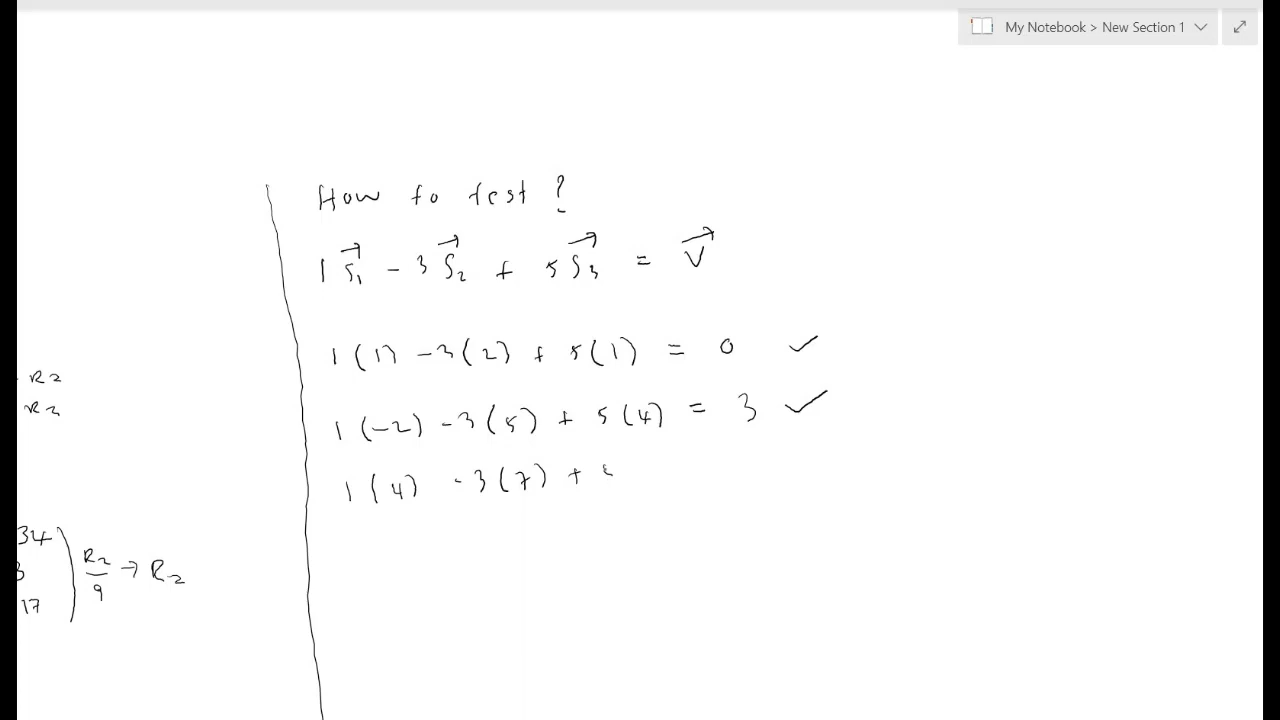 My Notebook > New Section 1
How to test ?
1 S₁ - 3 S₂ + 5 S₃ = V
1 (1) - 3 (2) + 5 (1) = 0 ✓
1 (-2) - 3 (5) + 5 (4) = 3 ✓
1 (4) - 3 (7) +
R2
R2
34
3
17
R2/9 → R2